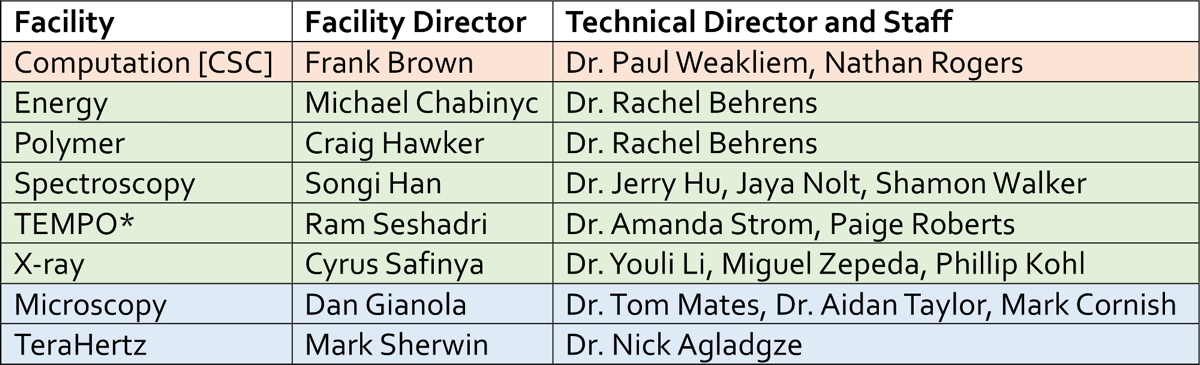 Facility Facility Director Technical Director and Staff
Computation [CSC] Frank Brown Dr. Paul Weakliem, Nathan Rogers
Energy Michael Chabinyc Dr. Rachel Behrens
Polymer Craig Hawker Dr. Rachel Behrens
Spectroscopy Songi Han Dr. Jerry Hu, Jaya Nolt, Shamon Walker
TEMPO* Ram Seshadri Dr. Amanda Strom, Paige Roberts
X-ray Cyrus Safinya Dr. Youli Li, Miguel Zepeda, Phillip Kohl
Microscopy Dan Gianola Dr. Tom Mates, Dr. Aidan Taylor, Mark Cornish
TeraHertz Mark Sherwin Dr. Nick Agladgze